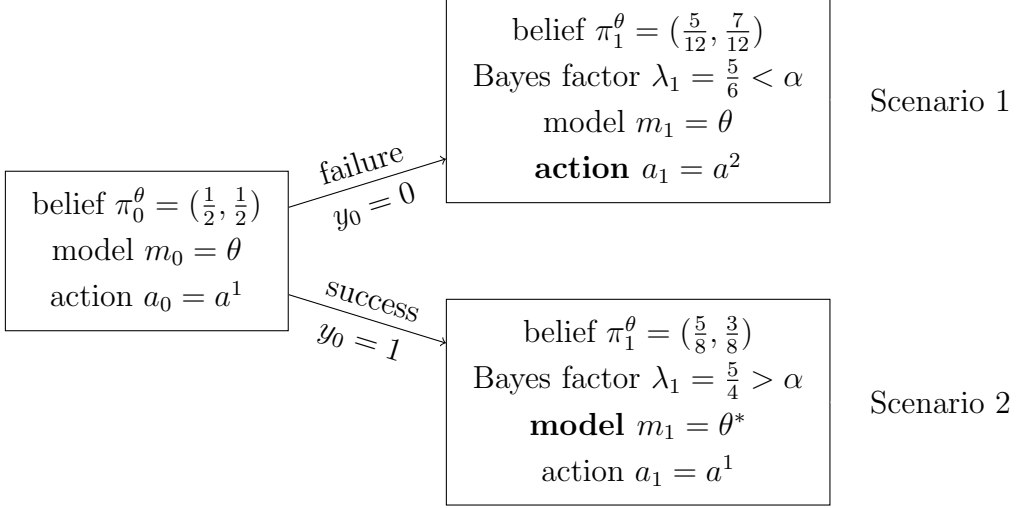 belief π₀^θ = (1/2, 1/2)
model m₀ = θ
action a₀ = a¹
failure
y₀ = 0
success
y₀ = 1
belief π₁^θ = (5/12, 7/12)
Bayes factor λ₁ = 5/6 < α
model m₁ = θ
action a₁ = a²
Scenario 1
belief π₁^θ = (5/8, 3/8)
Bayes factor λ₁ = 5/4 > α
model m₁ = θ*
action a₁ = a¹
Scenario 2